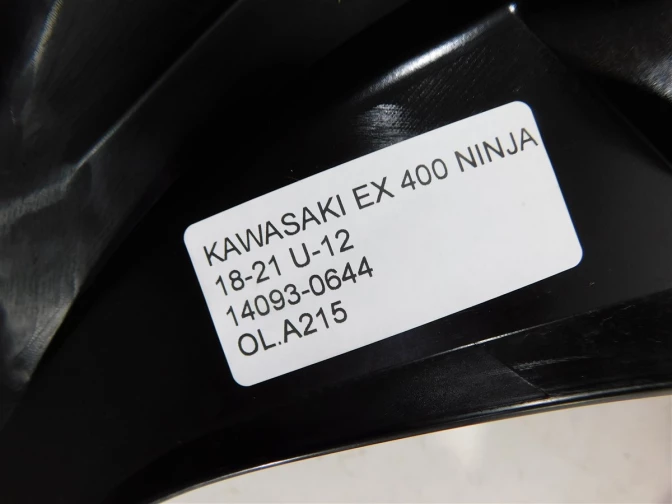 KAWASAKI EX 400 NINJA
18-21 U-12
14093-0644
OL.A215